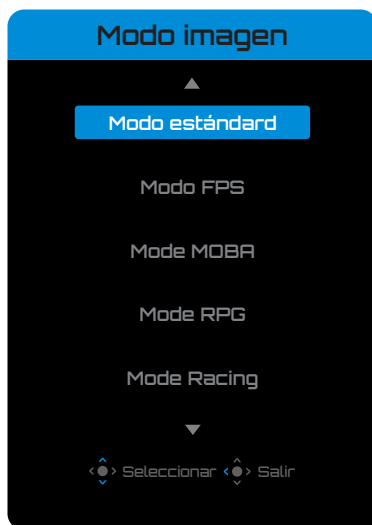 Modo imagen
Modo estándard
Modo FPS
Mode MOBA
Mode RPG
Mode Racing
Seleccionar Salir